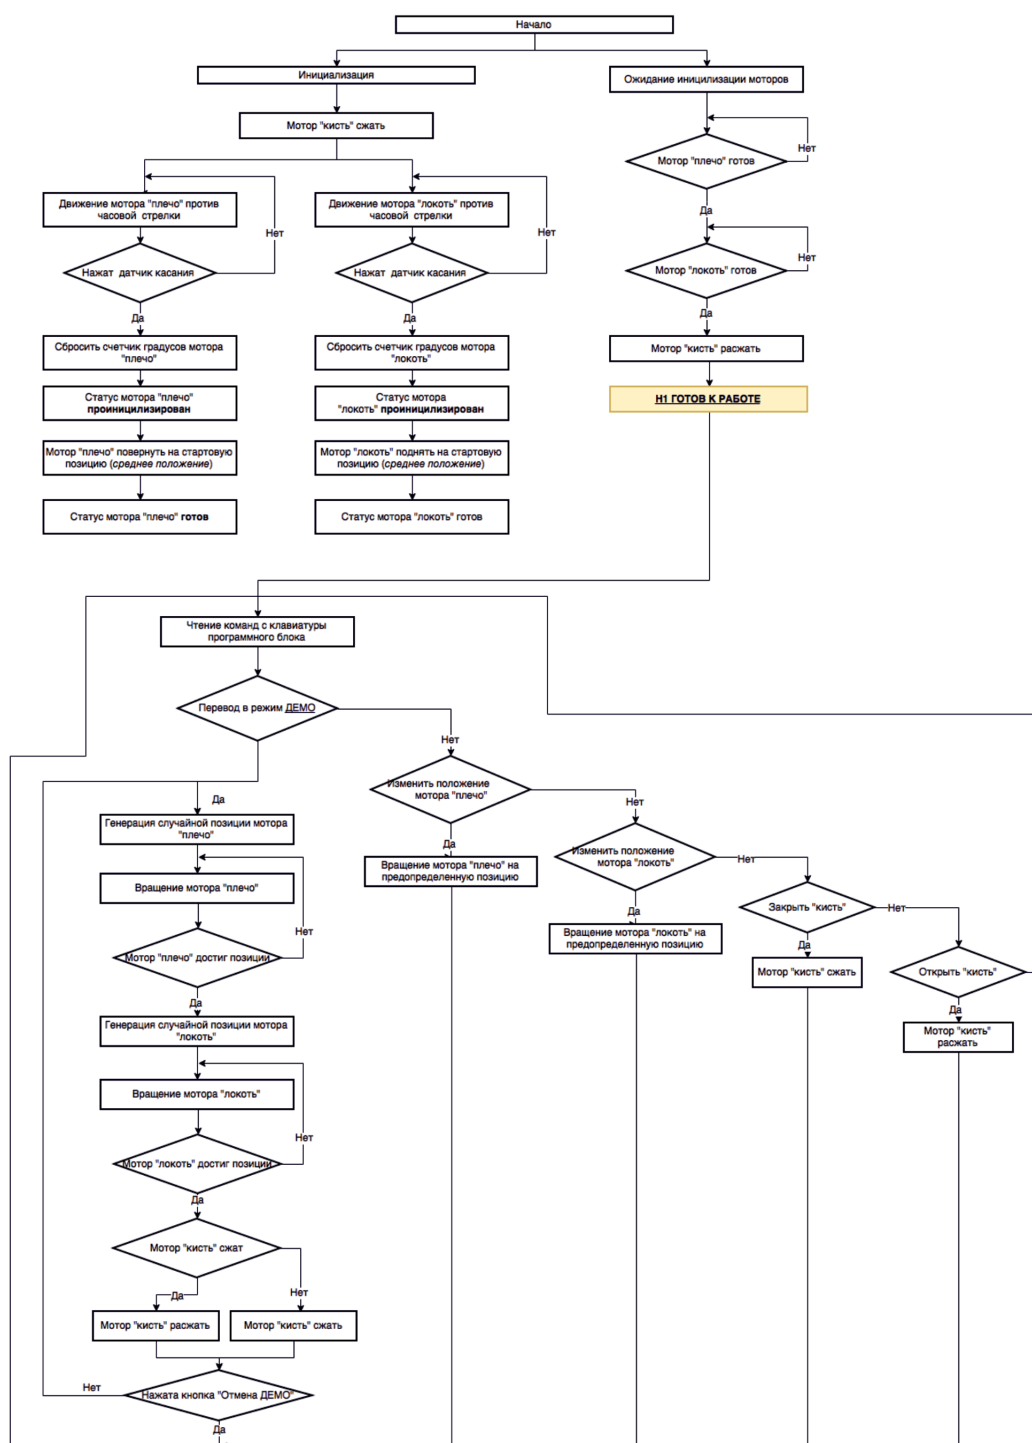 Начало
Инициализация
Ожидание иницилизации моторов
Мотор "кисть" сжать
Нет
Мотор "плечо" готов
Да
Движение мотора "плечо" против
часовой стрелки
Нет
Нажат датчик касания
Да
Сбросить счетчик градусов мотора
"плечо"
Статус мотора "плечо"
проиницилизирован
Мотор "плечо" повернуть на стартовую
позицию (среднее положение)
Статус мотора "плечо" готов
Движение мотора "локоть" против
часовой стрелки
Нет
Нажат датчик касания
Да
Сбросить счетчик градусов мотора
"локоть"
Статус мотора
"локоть" проиницилизирован
Мотор "локоть" поднять на стартовую
позицию (среднее положение)
Статус мотора "локоть" готов
Нет
Мотор "локоть" готов
Да
Мотор "кисть" расжать
Н1 ГОТОВ К РАБОТЕ
Чтение команд с клавиатуры
программного блока
Перевод в режим ДЕМО
Нет
Да
Изменить положение
мотора "плечо"
Нет
Да
Вращение мотора "плечо" на
предопределенную позицию
Изменить положение
мотора "локоть"
Нет
Да
Вращение мотора "локоть" на
предопределенную позицию
Закрыть "кисть"
Нет
Да
Мотор "кисть" сжать
Открыть "кисть"
Да
Мотор "кисть"
расжать
Генерация случайной позиции мотора
"плечо"
Вращение мотора "плечо"
Нет
Мотор "плечо" достиг позиции
Да
Генерация случайной позиции мотора
"локоть"
Вращение мотора "локоть"
Нет
Мотор "локоть" достиг позиции
Да
Мотор "кисть" сжат
Да
Нет
Мотор "кисть" расжать
Мотор "кисть" сжать
Нет
Нажата кнопка "Отмена ДЕМО"
Да